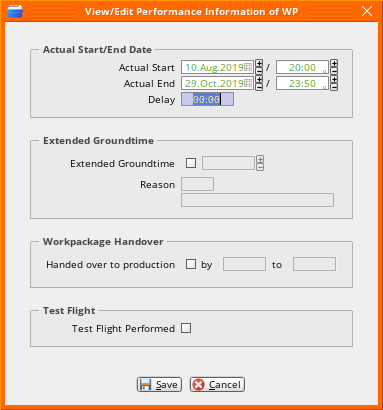 View/Edit Performance Information of WP
Actual Start/End Date
Actual Start 10.Aug.2019 / 20:00
Actual End 29.Oct.2019 / 23:50
Delay 00:00
Extended Groundtime
Extended Groundtime
Reason
Workpackage Handover
Handed over to production by to
Test Flight
Test Flight Performed
Save Cancel